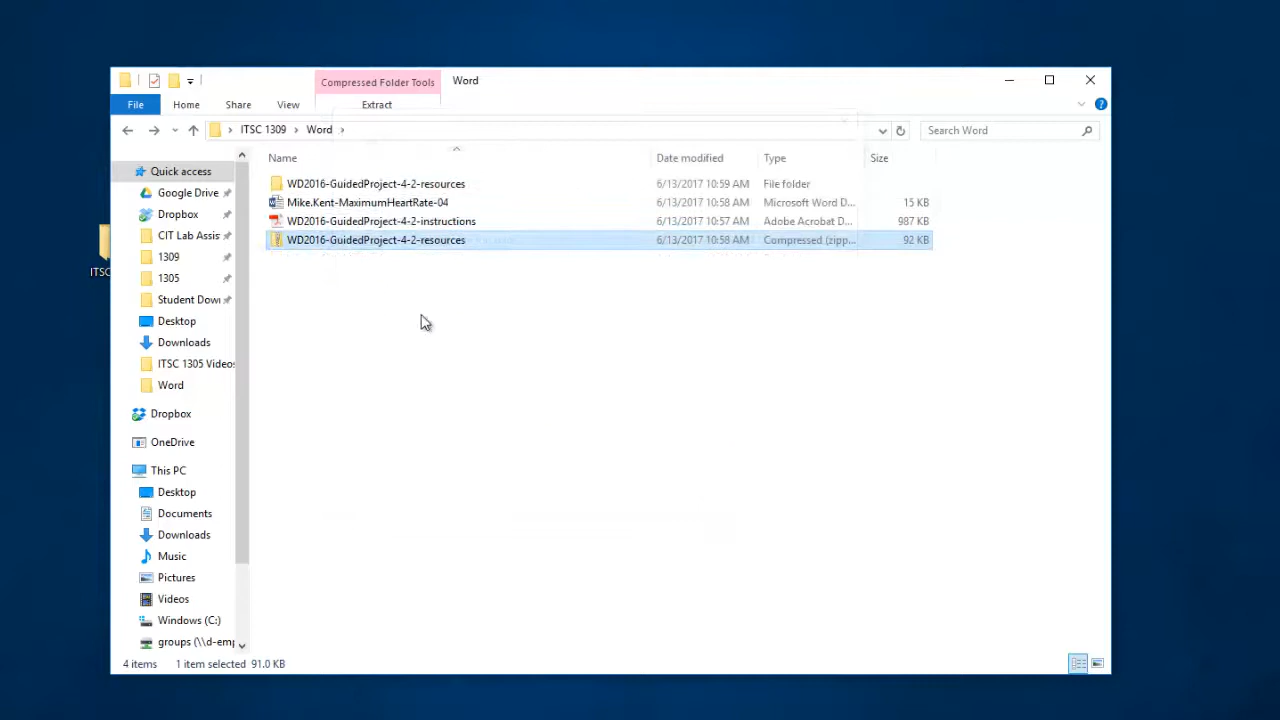 Compressed Folder Tools
Word
File
Home
Share
View
Extract
ITSC 1309
Word
Search Word
Name
Date modified
Type
Size
WD2016-GuidedProject-4-2-resources
6/13/2017 10:59 AM
File folder
Mike.Kent-MaximumHeartRate-04
6/13/2017 10:58 AM
Microsoft Word D...
15 KB
WD2016-GuidedProject-4-2-instructions
6/13/2017 10:57 AM
Adobe Acrobat D...
987 KB
WD2016-GuidedProject-4-2-resources
6/13/2017 10:58 AM
Compressed (zipp...
92 KB
Quick access
Google Drive
Dropbox
CIT Lab Assis
1309
1305
Student Dow
Desktop
Downloads
ITSC 1305 Videos
Word
Dropbox
OneDrive
This PC
Desktop
Documents
Downloads
Music
Pictures
Videos
Windows (C:)
groups (\\d-emp
ITSC
4 items
1 item selected 91.0 KB